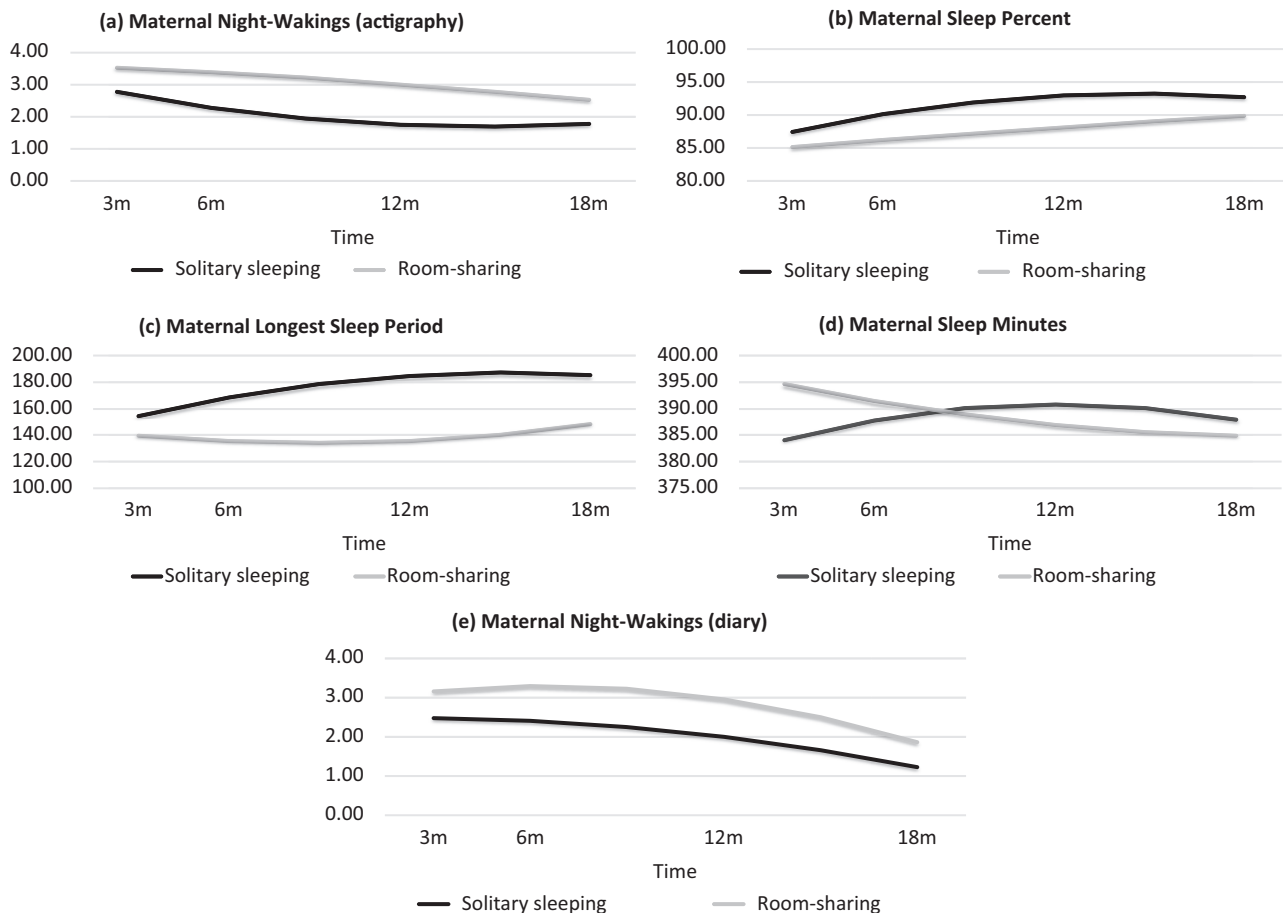 (a) Maternal Night-Wakings (actigraphy)
4.00
3.00
2.00
1.00
0.00
3m 6m 12m 18m
Time
Solitary sleeping Room-sharing
(b) Maternal Sleep Percent
100.00
95.00
90.00
85.00
80.00
3m 6m 12m 18m
Time
Solitary sleeping Room-sharing
(c) Maternal Longest Sleep Period
200.00
180.00
160.00
140.00
120.00
100.00
3m 6m 12m 18m
Time
Solitary sleeping Room-sharing
(d) Maternal Sleep Minutes
400.00
395.00
390.00
385.00
380.00
375.00
3m 6m 12m 18m
Time
Solitary sleeping Room-sharing
(e) Maternal Night-Wakings (diary)
4.00
3.00
2.00
1.00
0.00
3m 6m 12m 18m
Time
Solitary sleeping Room-sharing